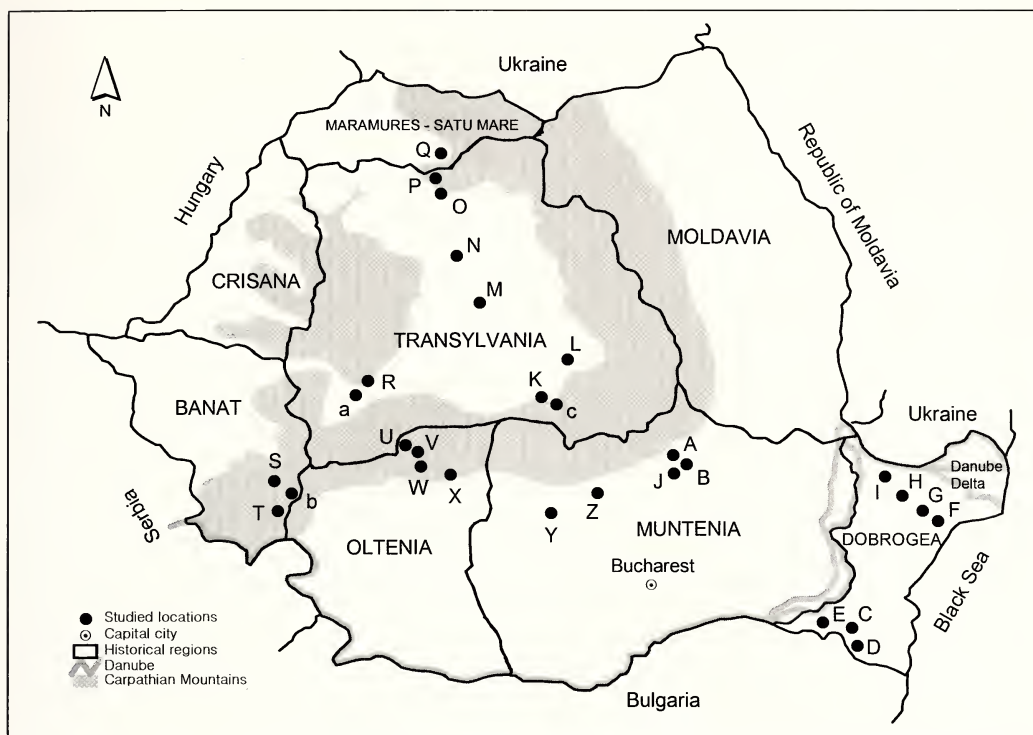 Ukraine
N
MARAMURES - SATU MARE
Q
P
O
Hungary
Republic of Moldavia
N
MOLDAVIA
CRISANA
M
TRANSYLVANIA
L
R
K
BANAT
a
c
Ukraine
U
V
A
S
W
B
H
Danube
Delta
J
I
X
G
b
Z
F
T
Y
MUNTENIA
Serbia
DOBROGEA
OLTENIA
Bucharest
Black Sea
E
C
Studied locations
D
Capital city
Historical regions
Danube
Carpathian Mountains
Bulgaria